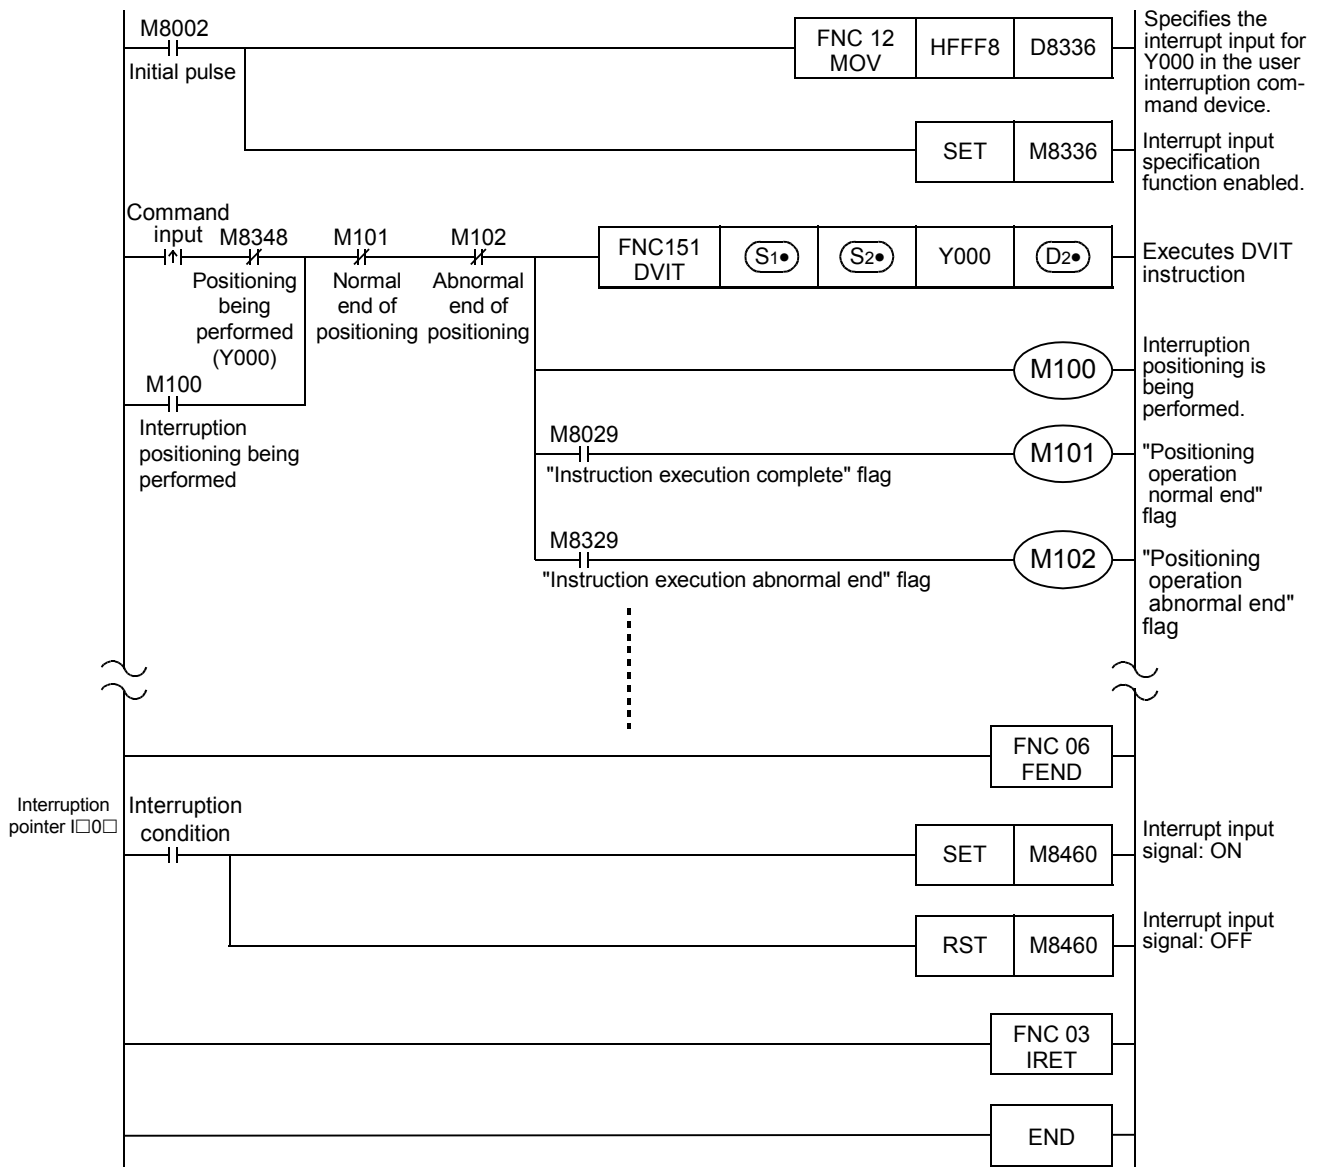 M8002
Initial pulse
FNC 12
MOV
HFFF8
D8336
Specifies the
interrupt input for
Y000 in the user
interruption com-
mand device.
SET
M8336
Interrupt input
specification
function enabled.
Command
input
M8348
M101
M102
Positioning
being
performed
(Y000)
Normal
end of
positioning
Abnormal
end of
positioning
FNC151
DVIT
S1•
S2•
Y000
D2•
Executes DVIT
instruction
M100
Interruption
positioning being
performed
M100
Interruption
positioning is
being
performed.
M8029
"Instruction execution complete" flag
M101
"Positioning
operation
normal end"
flag
M8329
"Instruction execution abnormal end" flag
M102
"Positioning
operation
abnormal end"
flag
FNC 06
FEND
Interruption
pointer I□0□
Interruption
condition
SET
M8460
Interrupt input
signal: ON
RST
M8460
Interrupt input
signal: OFF
FNC 03
IRET
END